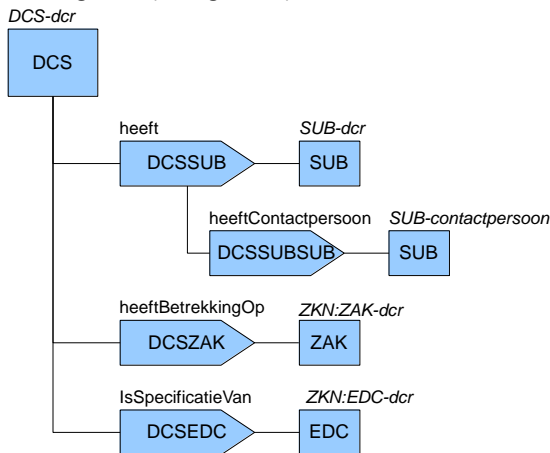 DCS-dcr
DCS
heeft
SUB-dcr
DCSSUB
SUB
heeftContactpersoon
SUB-contactpersoon
DCSSUBSUB
SUB
heeftBetrekkingOp
ZKN:ZAK-dcr
DCSZAK
ZAK
IsSpecificatieVan
ZKN:EDC-dcr
DCSEDC
EDC